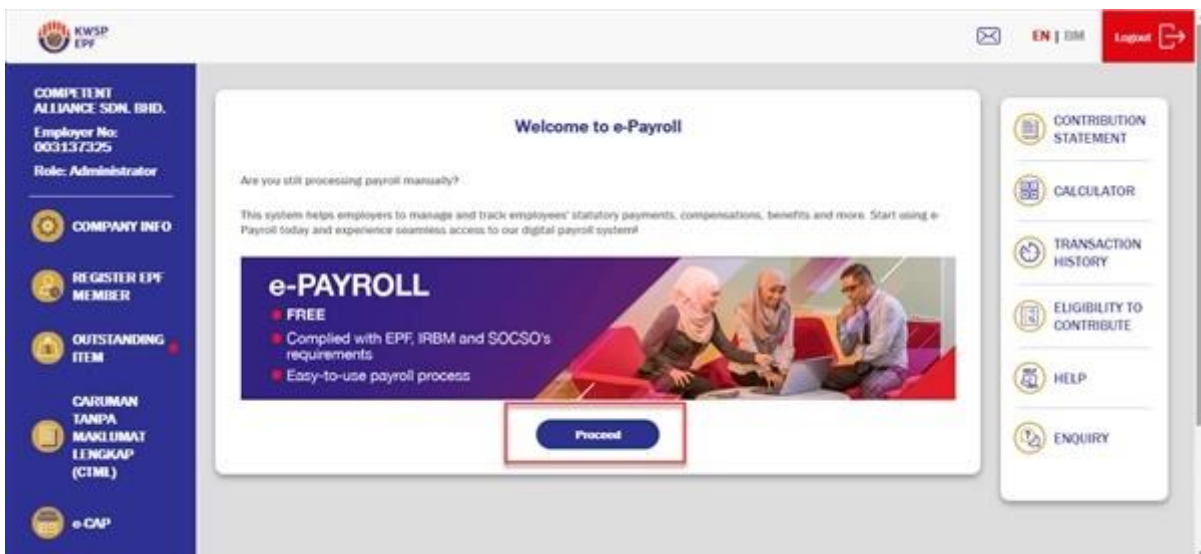 KWSP
EPF
EN | BM
Logout
COMPETENT
ALLIANCE SDN. BHD.
Employer No:
003137325
Role: Administrator
COMPANY INFO
REGISTER EPF
MEMBER
OUTSTANDING
ITEM
CARUMAN
TANPA
MAKLUMAT
LENGKAP
(CTML)
e-CAP
Welcome to e-Payroll
Are you still processing payroll manually?
This system helps employers to manage and track employees' statutory payments, compensations, benefits and more. Start using e-
Payroll today and experience seamless access to our digital payroll system!
e-PAYROLL
FREE
Complied with EPF, IRBM and SOCSO's
requirements
Easy-to-use payroll process
Proceed
CONTRIBUTION
STATEMENT
CALCULATOR
TRANSACTION
HISTORY
ELIGIBILITY TO
CONTRIBUTE
HELP
ENQUIRY